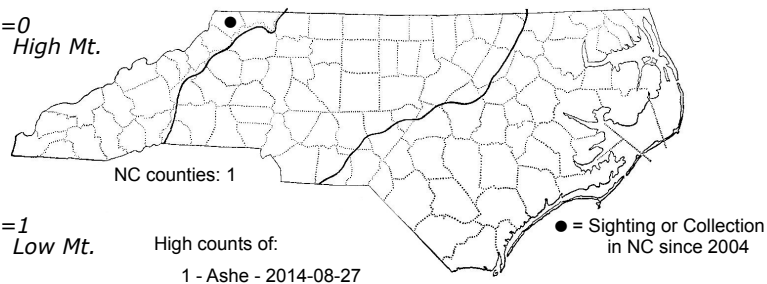 =0
High Mt.
NC counties: 1
=1
Low Mt.
High counts of:
1 - Ashe - 2014-08-27
● = Sighting or Collection
in NC since 2004